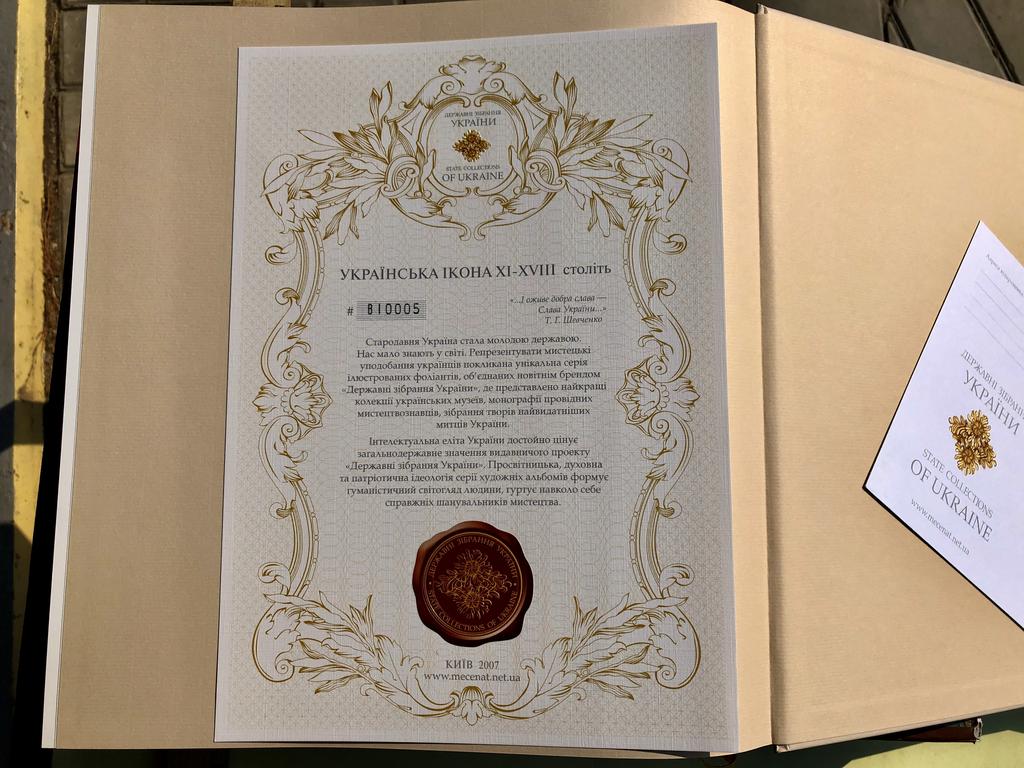 ДЕРЖАВНІ ЗІБРАННЯ
УКРАЇНИ
STATE COLLECTIONS
OF UKRAINE
УКРАЇНСЬКА ІКОНА XI-XVIII століть
# BI0005
«...І оживе добра слава —
Слава України...»
Т. Г. Шевченко
Стародавня Україна стала молодою державою.
Нас мало знають у світі. Репрезентувати мистецькі
уподобання українців покликана унікальна серія
ілюстрованих фоліантів, об'єднаних новітнім брендом
«Державні зібрання України», де представлено найкращі
колекції українських музеїв, монографії провідних
мистецтвознавців, зібрання творів найвидатніших
митців України.
Інтелектуальна еліта України достойно цінує
загальнодержавне значення видавничого проекту
«Державні зібрання України». Просвітницька, духовна
та патріотична ідеологія серії художніх альбомів формує
гуманістичний світогляд людини, гуртує навколо себе
справжніх шанувальників мистецтва.
ДЕРЖАВНІ ЗІБРАННЯ УКРАЇНИ
STATE COLLECTIONS OF UKRAINE
КИЇВ 2007
www.mecenat.net.ua
ДЕРЖАВНІ ЗІБРАННЯ
УКРАЇНИ
STATE COLLECTIONS
OF UKRAINE
www.mecenat.net.ua